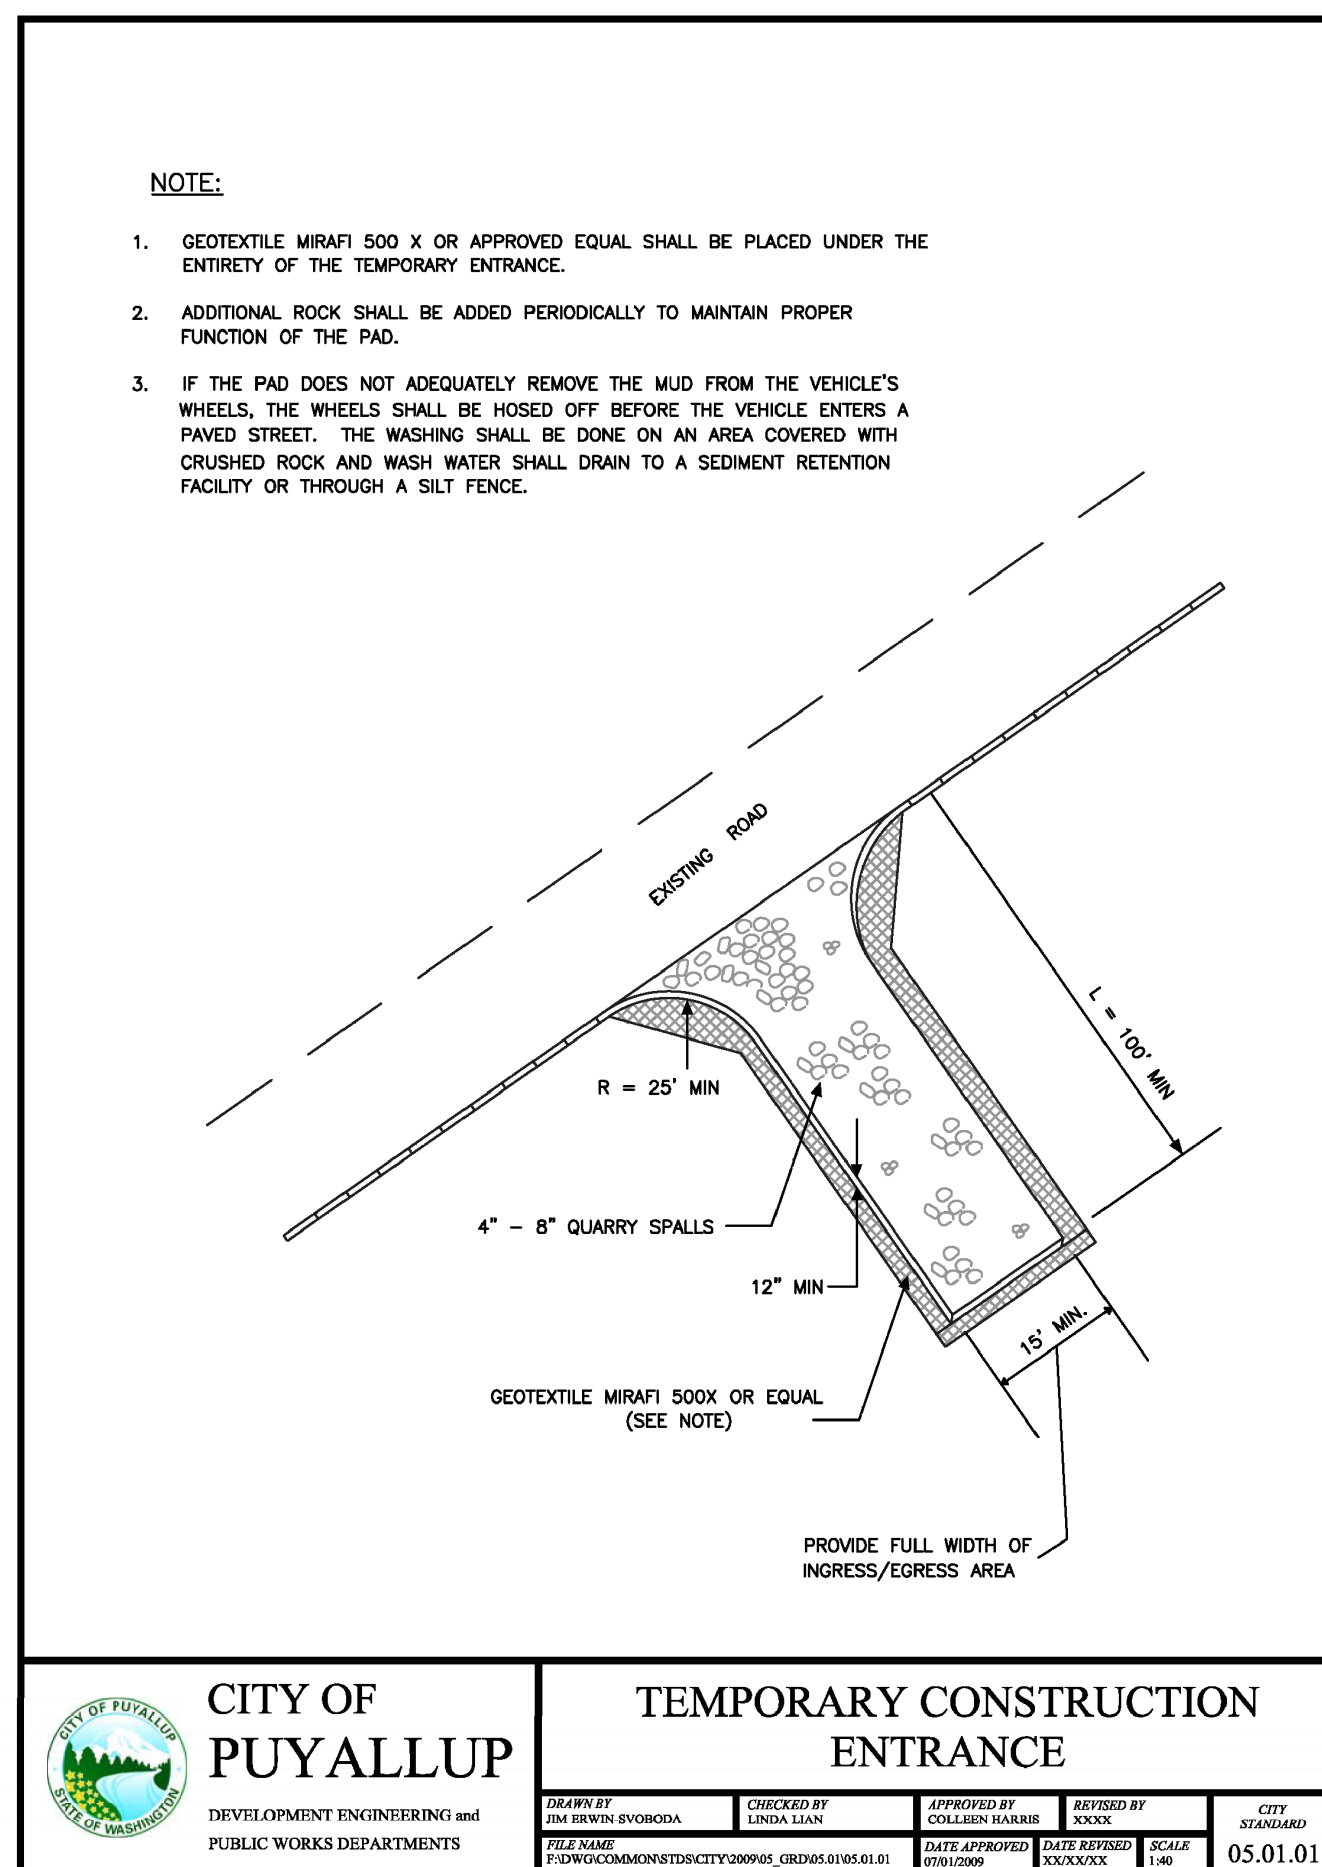 NOTE:
1. GEOTEXTILE MIRAFI 500 X OR APPROVED EQUAL SHALL BE PLACED UNDER THE
ENTIRETY OF THE TEMPORARY ENTRANCE.
2. ADDITIONAL ROCK SHALL BE ADDED PERIODICALLY TO MAINTAIN PROPER
FUNCTION OF THE PAD.
3. IF THE PAD DOES NOT ADEQUATELY REMOVE THE MUD FROM THE VEHICLE'S
WHEELS, THE WHEELS SHALL BE HOSED OFF BEFORE THE VEHICLE ENTERS A
PAVED STREET. THE WASHING SHALL BE DONE ON AN AREA COVERED WITH
CRUSHED ROCK AND WASH WATER SHALL DRAIN TO A SEDIMENT RETENTION
FACILITY OR THROUGH A SILT FENCE.
EXISTING ROAD
L = 100' MIN
R = 25' MIN
4" - 8" QUARRY SPALLS
12" MIN
15' MIN.
GEOTEXTILE MIRAFI 500X OR EQUAL
(SEE NOTE)
PROVIDE FULL WIDTH OF
INGRESS/EGRESS AREA
CITY OF PUYALLUP
STATE OF WASHINGTON
CITY OF
PUYALLUP
DEVELOPMENT ENGINEERING and
PUBLIC WORKS DEPARTMENTS
TEMPORARY CONSTRUCTION
ENTRANCE
DRAWN BY
JIM ERWIN-SVOBODA
CHECKED BY
LINDA LIAN
APPROVED BY
COLLEEN HARRIS
REVISED BY
XXXX
FILE NAME
F:\DWG\COMMON\STDS\CITY\2009\05_GRD\05.01\05.01.01
DATE APPROVED
07/01/2009
DATE REVISED
XX/XX/XX
SCALE
1:40
CITY
STANDARD
05.01.01